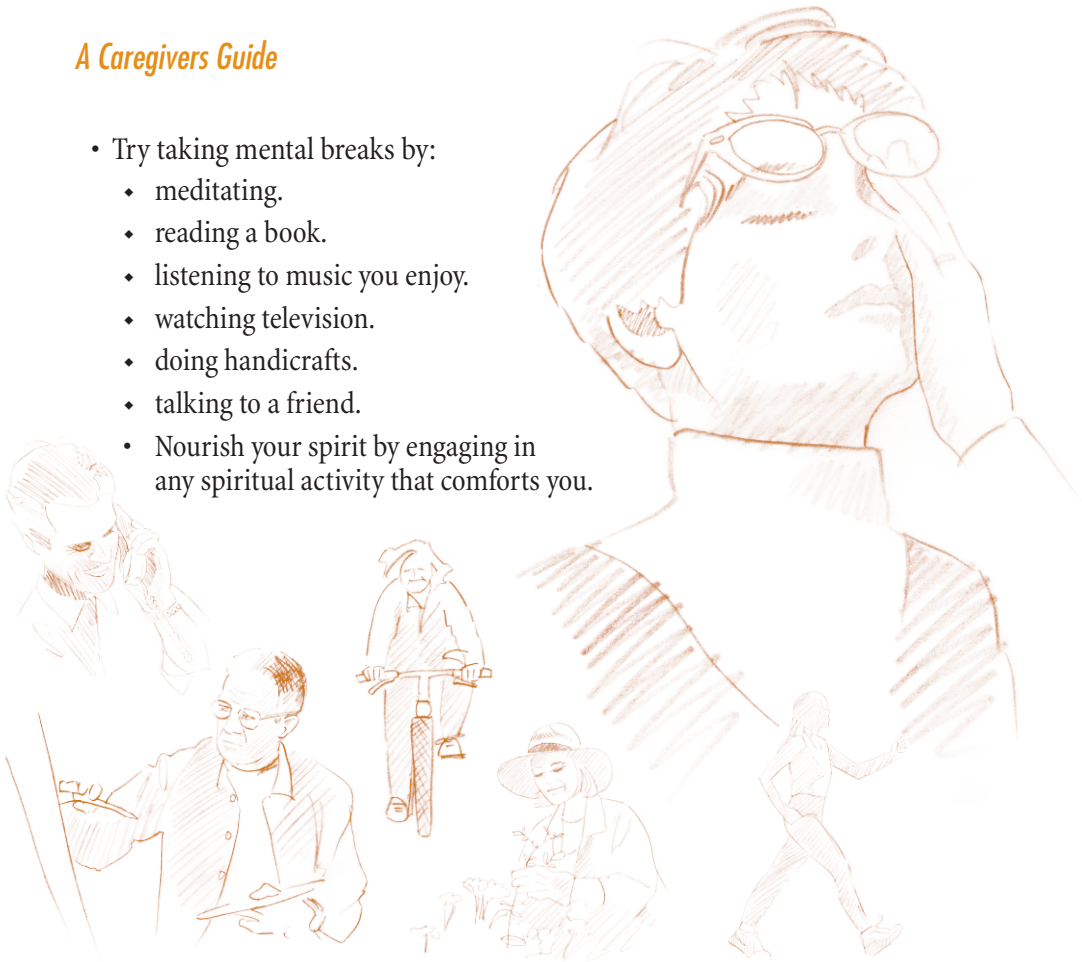 A Caregivers Guide
• Try taking mental breaks by:
◆ meditating.
◆ reading a book.
◆ listening to music you enjoy.
◆ watching television.
◆ doing handicrafts.
◆ talking to a friend.
• Nourish your spirit by engaging in
any spiritual activity that comforts you.